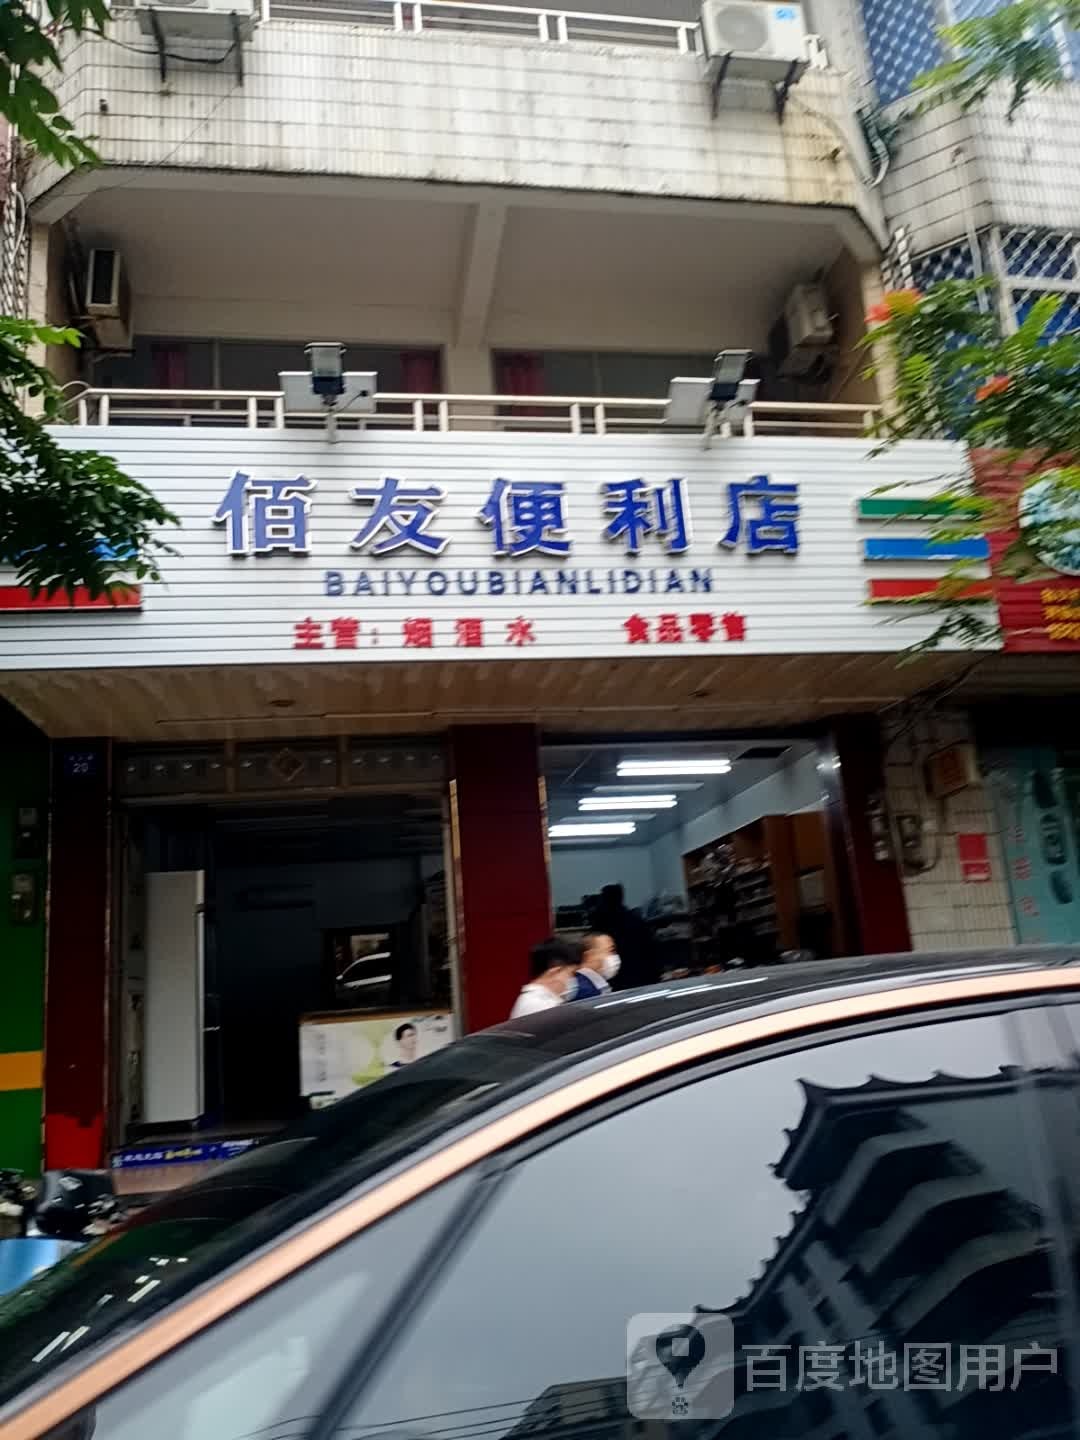 佰友便利店
BAIYOUBIANLIDIAN
主营：烟 酒 水 食品零售
20
百度地图用户